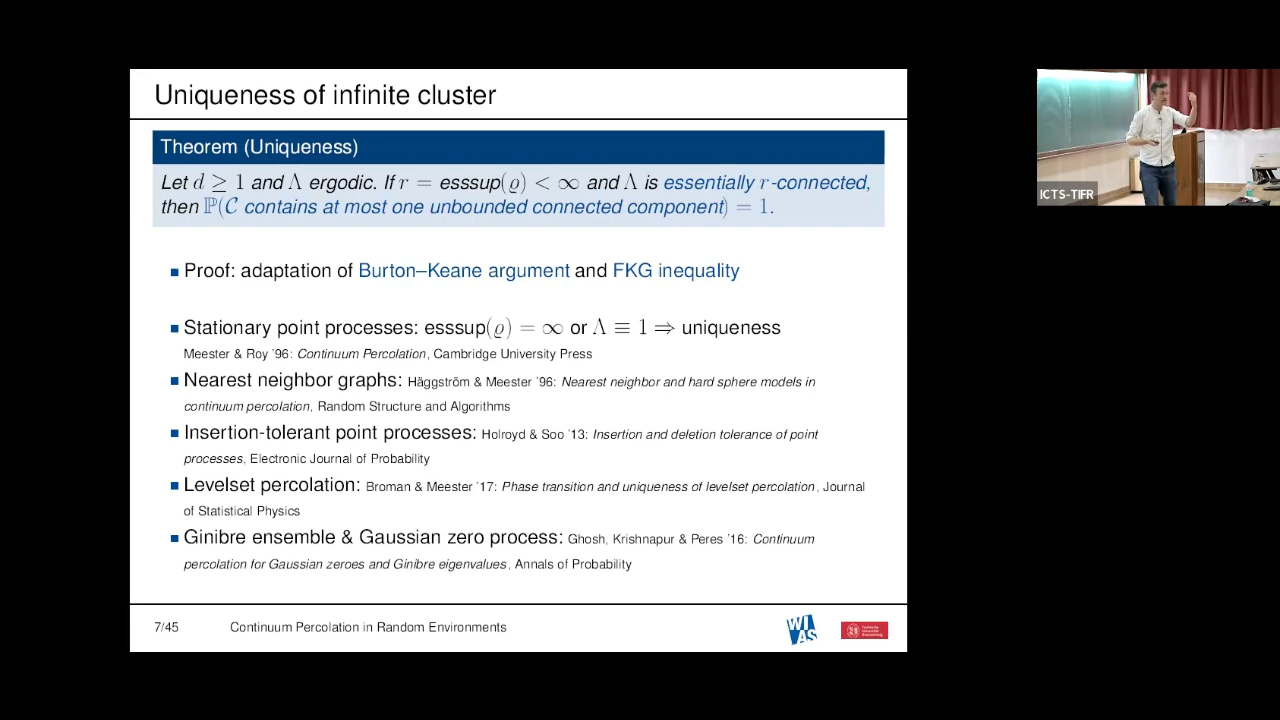 Uniqueness of infinite cluster
Theorem (Uniqueness)
Let d ≥ 1 and Λ ergodic. If r = esssup(ϱ) < ∞ and Λ is essentially r-connected,
then ℙ(𝒞 contains at most one unbounded connected component) = 1.
■ Proof: adaptation of Burton–Keane argument and FKG inequality
■ Stationary point processes: esssup(ϱ) = ∞ or Λ ≡ 1 ⇒ uniqueness
Meester & Roy '96: Continuum Percolation, Cambridge University Press
■ Nearest neighbor graphs: Häggström & Meester '96: Nearest neighbor and hard sphere models in
continuum percolation, Random Structure and Algorithms
■ Insertion-tolerant point processes: Holroyd & Soo '13: Insertion and deletion tolerance of point
processes, Electronic Journal of Probability
■ Levelset percolation: Broman & Meester '17: Phase transition and uniqueness of levelset percolation, Journal
of Statistical Physics
■ Ginibre ensemble & Gaussian zero process: Ghosh, Krishnapur & Peres '16: Continuum
percolation for Gaussian zeroes and Ginibre eigenvalues, Annals of Probability
7/45 Continuum Percolation in Random Environments
WIAS
ICTS-TIFR